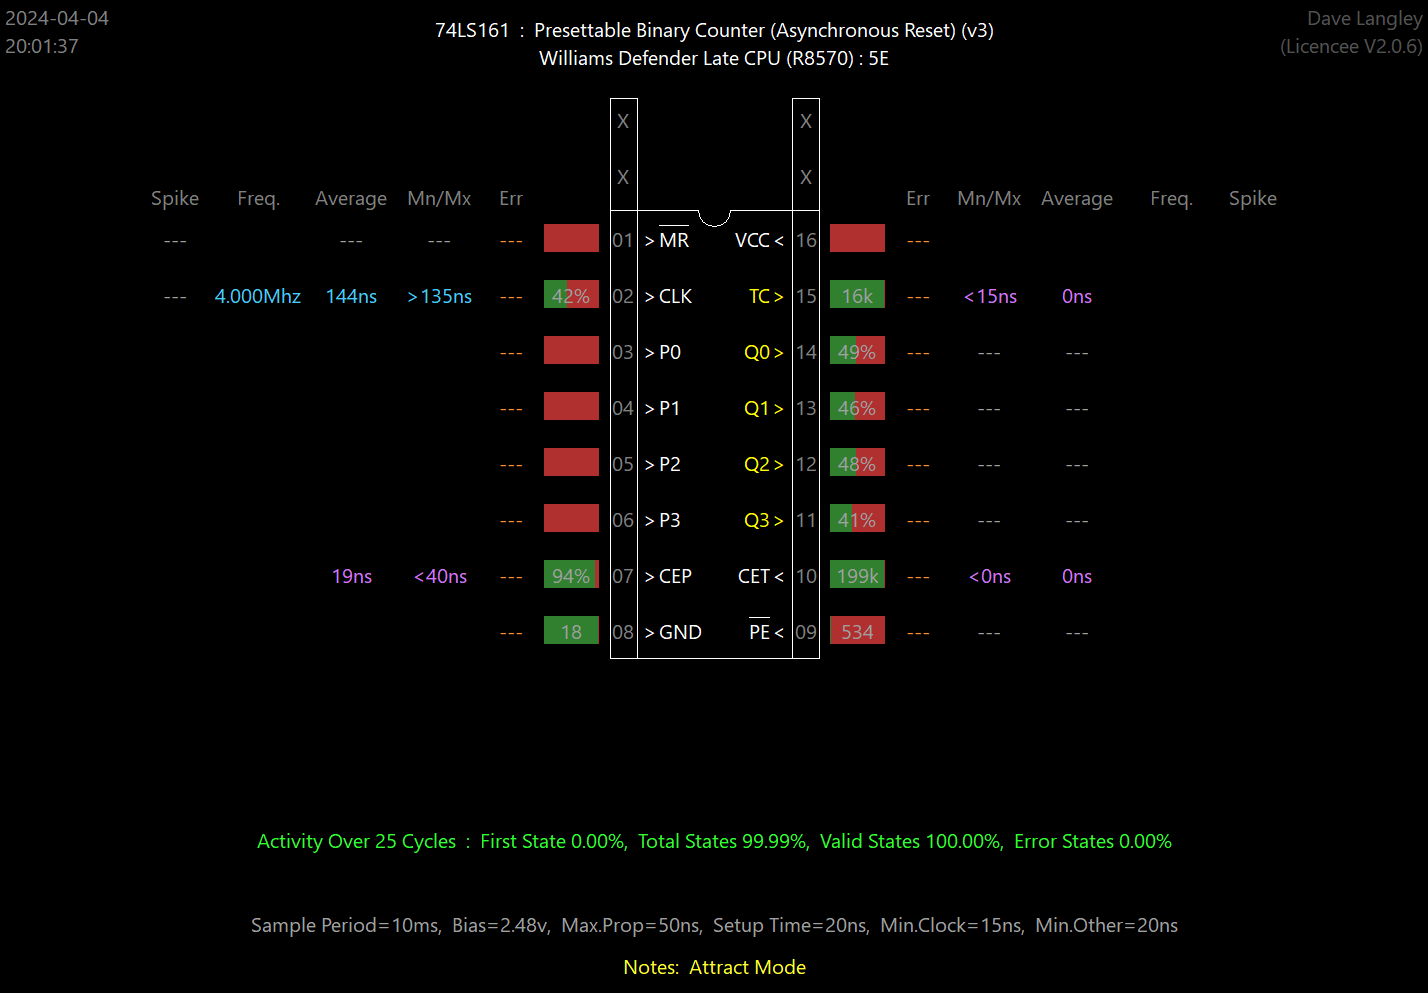 2024-04-04
20:01:37
74LS161 : Presettable Binary Counter (Asynchronous Reset) (v3)
Williams Defender Late CPU (R8570) : 5E
Dave Langley
(Licencee V2.0.6)
X X
X X
Spike Freq. Average Mn/Mx Err Err Mn/Mx Average Freq. Spike
--- --- --- --- 01 >MR VCC< 16 ---
--- 4.000Mhz 144ns >135ns --- 42% 02 >CLK TC> 15 16k --- <15ns 0ns
--- 03 >P0 Q0> 14 49% --- --- ---
--- 04 >P1 Q1> 13 46% --- --- ---
--- 05 >P2 Q2> 12 48% --- --- ---
--- 06 >P3 Q3> 11 41% --- --- ---
19ns <40ns --- 94% 07 >CEP CET< 10 199k --- <0ns 0ns
--- 18 08 >GND PE< 09 534 --- --- ---
Activity Over 25 Cycles : First State 0.00%, Total States 99.99%, Valid States 100.00%, Error States 0.00%
Sample Period=10ms, Bias=2.48v, Max.Prop=50ns, Setup Time=20ns, Min.Clock=15ns, Min.Other=20ns
Notes: Attract Mode